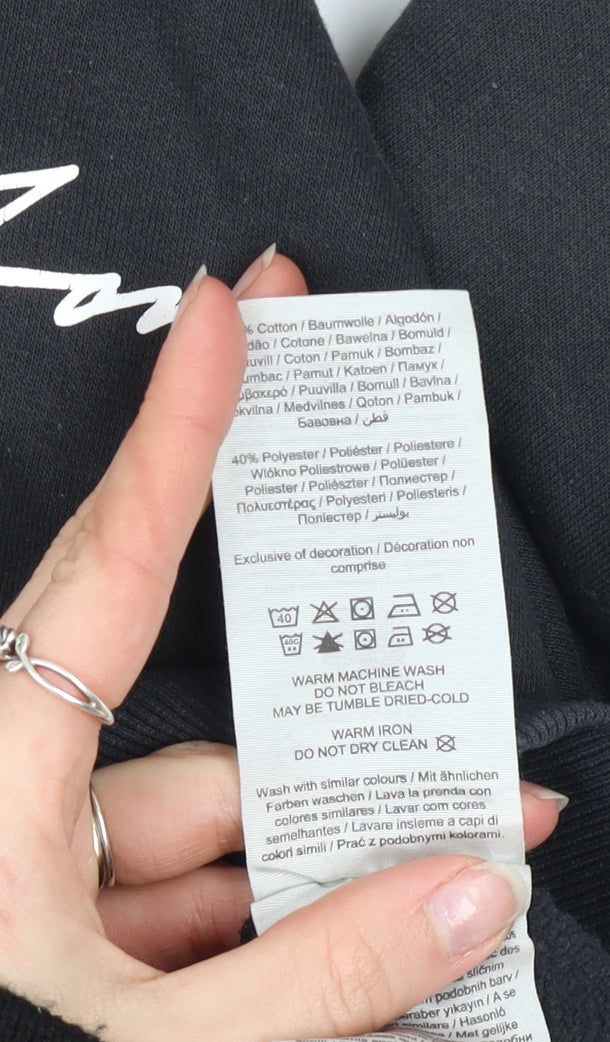 % Cotton / Baumwolle / Algodón /
dão / Cotone / Bawełna / Bomuld /
uvill / Coton / Pamuk / Bombaz /
umbac / Pamut / Katoen / Памук /
μβακερό / Puuvilla / Bomull / Bavlna /
okvilna / Medvilnes / Qoton / Pambuk /
Бавовна / قطن
40% Polyester / Poliéster / Poliestere /
Włókno Poliestrowe / Polüester /
Poliester / Poliészter / Полиестер /
Πολυεστέρας / Polyesteri / Poliesteris /
Поліестер / بوليستر
Exclusive of decoration / Décoration non
comprise
40
40C
WARM MACHINE WASH
DO NOT BLEACH
MAY BE TUMBLE DRIED-COLD
WARM IRON
DO NOT DRY CLEAN
Wash with similar colours / Mit ähnlichen
Farben waschen / Lava la prenda con
colores similares / Lavar com cores
semelhantes / Lavare insieme a capi di
colori simili / Prać z podobnymi kolorami.
des
sličnim
podobnih barv /
beraber yıkayın / A se
similare / Hasonló
/ Met gelijke